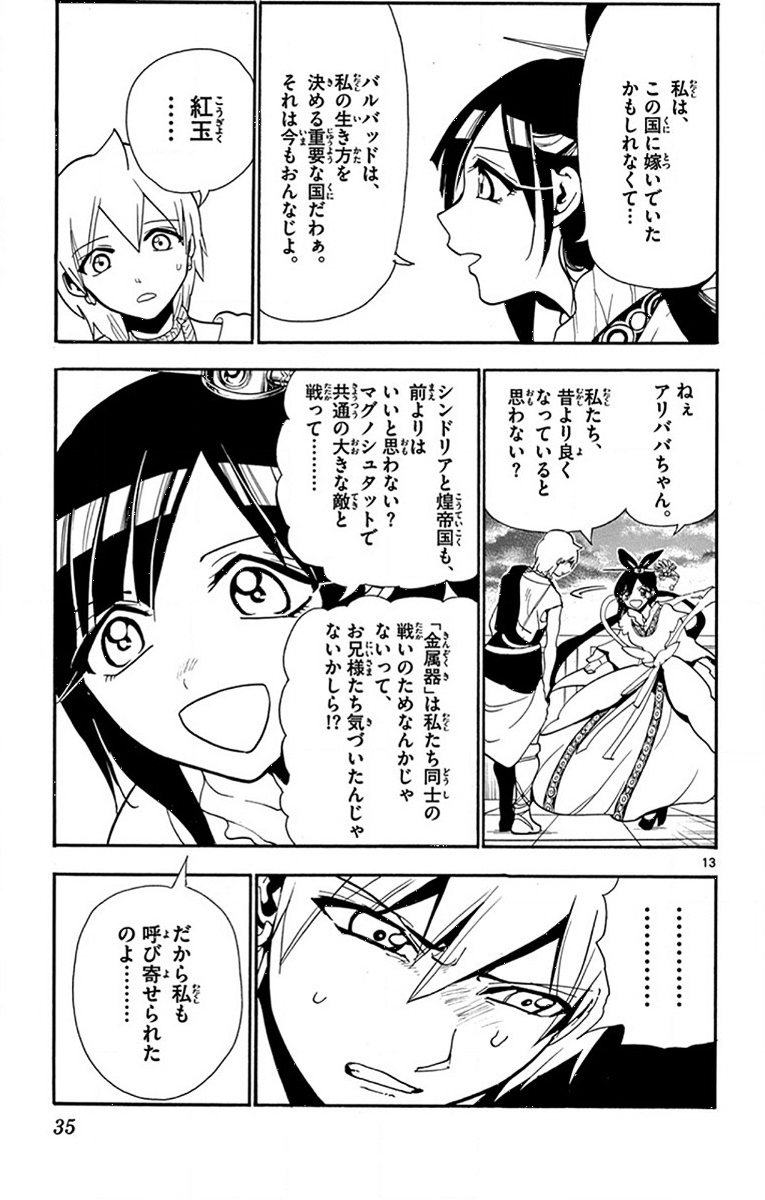 私は、
この国に嫁いでいた
かもしれなくて…
バルバッドは、
私の生き方を
決める重要な国だわぁ。
それは今もおんなじよ。
紅玉
……
ねぇ
アリババちゃん。
私たち、
昔より良く
なっていると
思わない?
シンドリアと煌帝国も、
前よりは
いいと思わない?
マグノシュタットで
共通の大きな敵と
戦って………
「金属器」は私たち同士の
戦いのためなんかじゃ
ないって、
お兄様たち気づいたんじゃ
ないかしら!?
13
………
だから私も
呼び寄せられた
のよ………
35